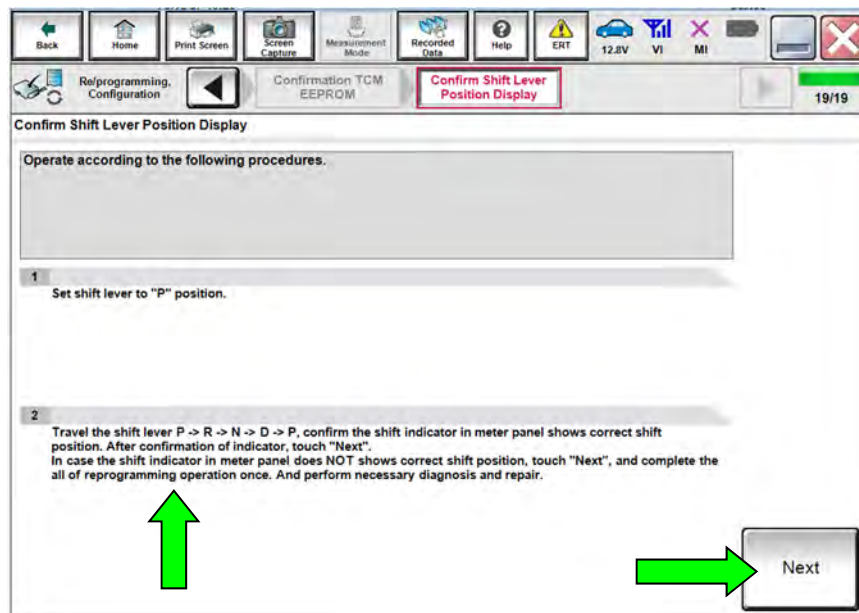 Back
Home
Print Screen
Screen
Capture
Measurement
Mode
Recorded
Data
Help
ERT
12.8V
VI
MI
Re/programming,
Configuration
Confirmation TCM
EEPROM
Confirm Shift Lever
Position Display
19/19
Confirm Shift Lever Position Display
Operate according to the following procedures.
1
Set shift lever to "P" position.
2
Travel the shift lever P -> R -> N -> D -> P, confirm the shift indicator in meter panel shows correct shift
position. After confirmation of indicator, touch "Next".
In case the shift indicator in meter panel does NOT shows correct shift position, touch "Next", and complete the
all of reprogramming operation once. And perform necessary diagnosis and repair.
Next